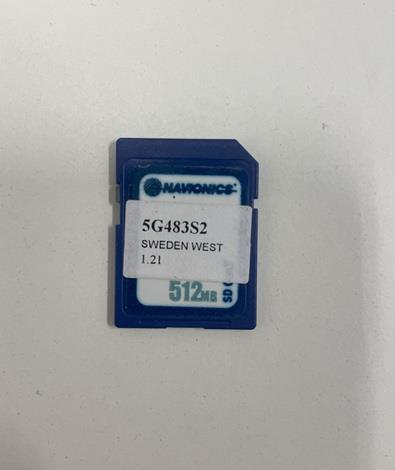 NAVIONICS
5G483S2
SWEDEN WEST
1.21
512MB